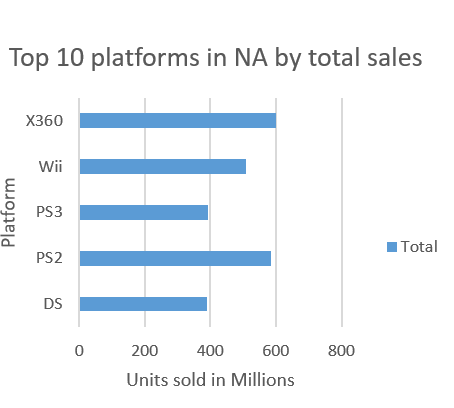 Top 10 platforms in NA by total sales
X360
Wii
PS3
PS2
DS
Platform
Total
0 200 400 600 800
Units sold in Millions